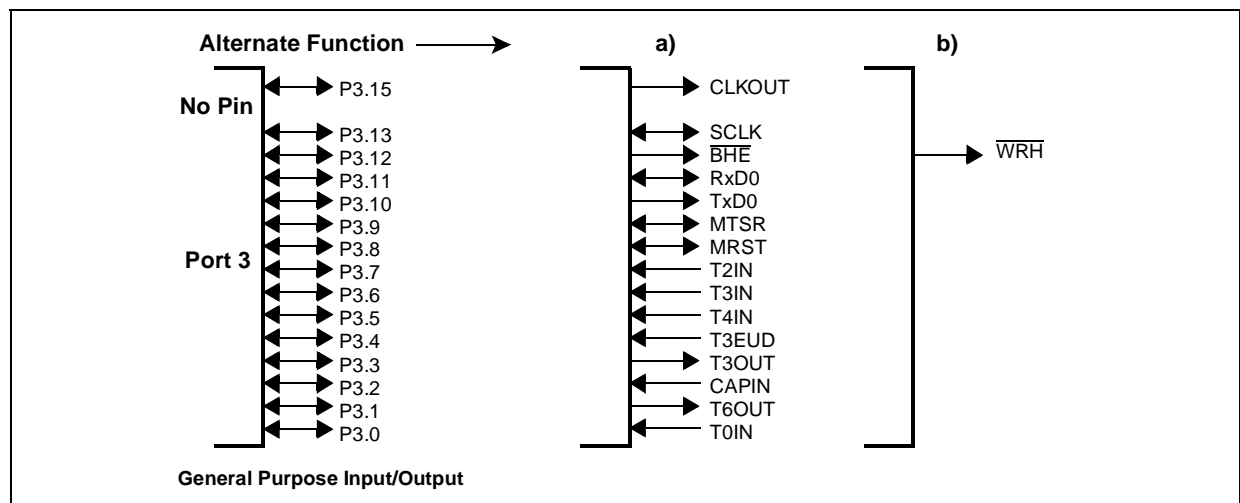 Alternate Function a) b)
P3.15 CLKOUT
No Pin
P3.13 SCLK
P3.12 BHE WRH
P3.11 RxD0
P3.10 TxD0
P3.9 MTSR
P3.8 MRST
Port 3
P3.7 T2IN
P3.6 T3IN
P3.5 T4IN
P3.4 T3EUD
P3.3 T3OUT
P3.2 CAPIN
P3.1 T6OUT
P3.0 T0IN
General Purpose Input/Output